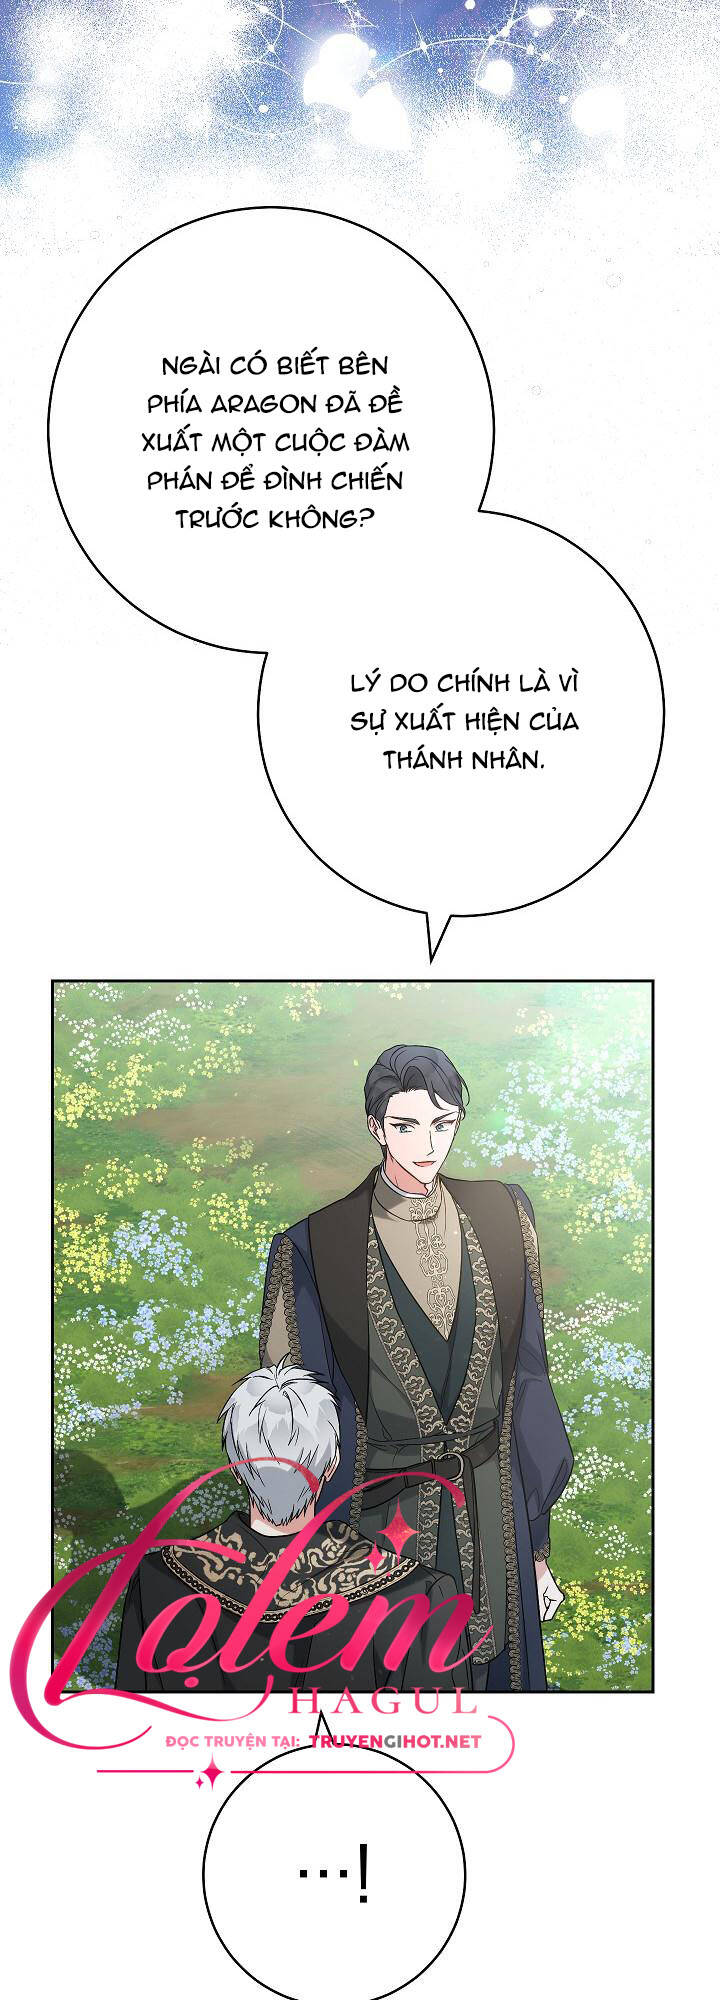 NGÀI CÓ BIẾT BÊN
PHÍA ARAGON ĐÃ ĐỀ
XUẤT MỘT CUỘC ĐÀM
PHÁN ĐỂ ĐÌNH CHIẾN
TRƯỚC KHÔNG?
LÝ DO CHÍNH LÀ VÌ
SỰ XUẤT HIỆN CỦA
THÁNH NHÂN.
HAGUL
ĐỌC TRUYỆN TẠI: TRUYENGIHOT.NET
...!